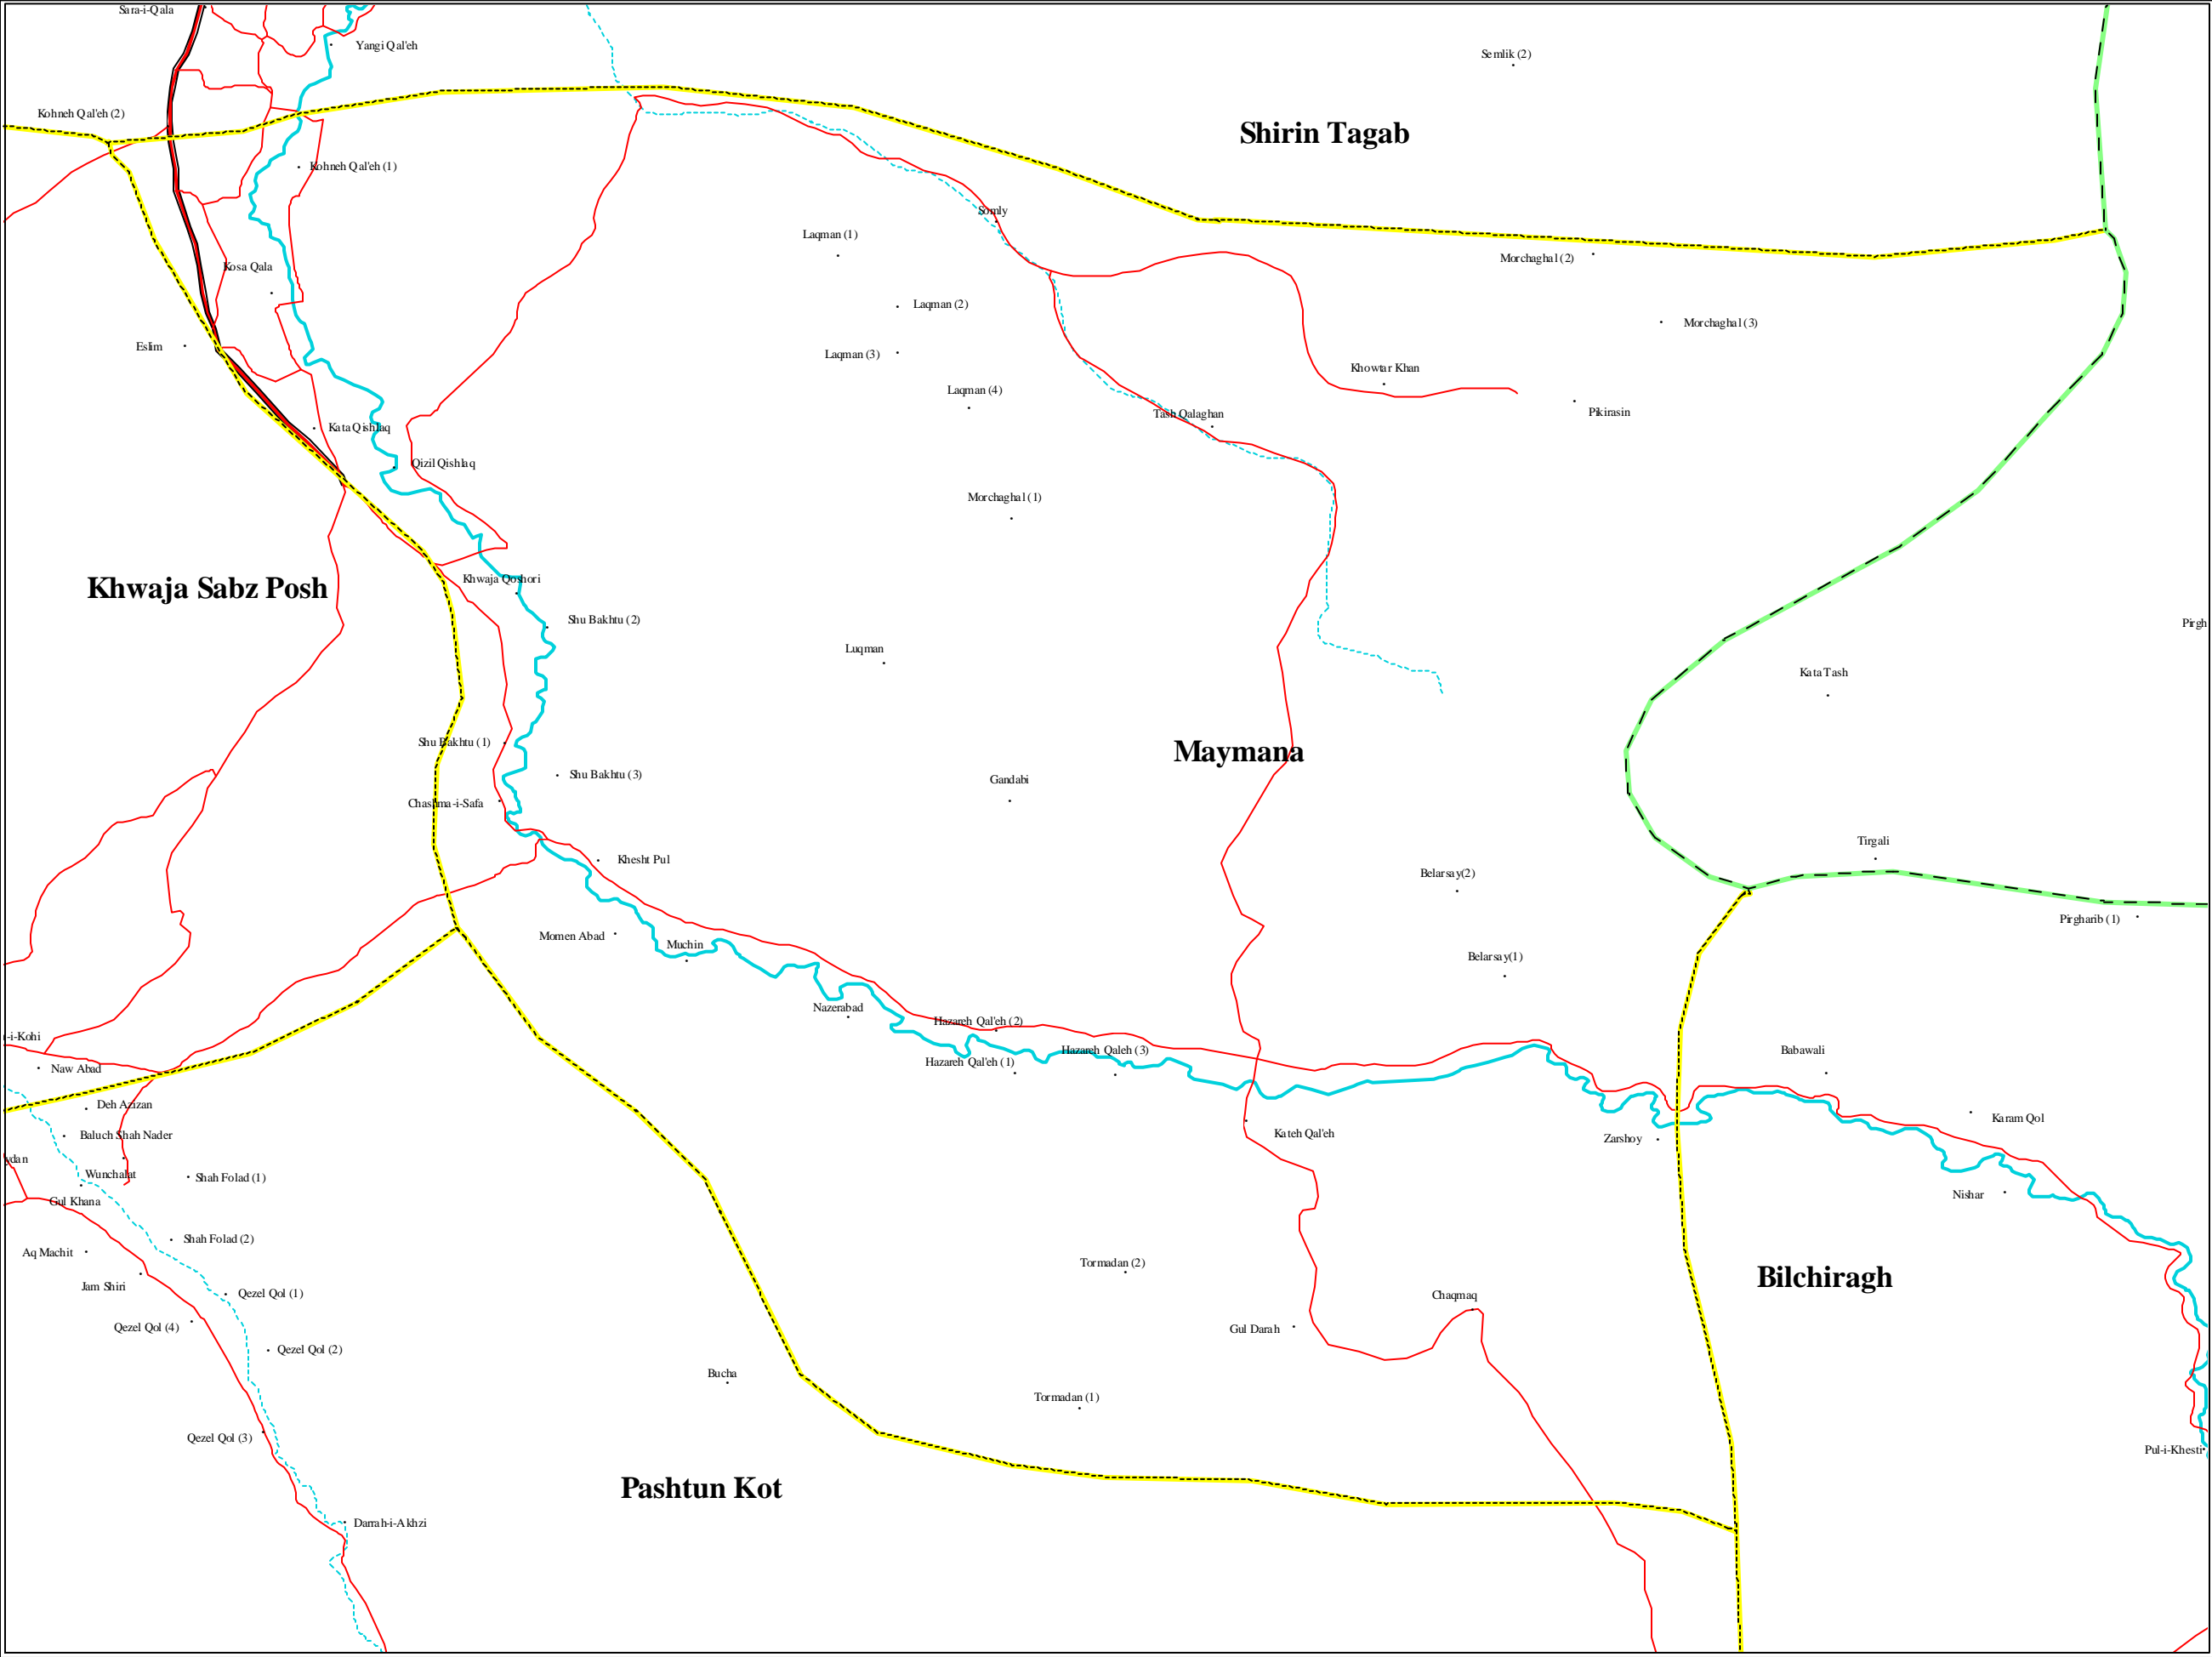 Sara-i-Qala
Yangi Qal'eh
Semlik (2)
Kohneh Qal'eh (2)
Shirin Tagab
Kohneh Qal'eh (1)
Somly
Laqman (1)
Morchaghal (2)
Kosa Qala
Laqman (2)
Morchaghal (3)
Eslim
Laqman (3)
Khowtar Khan
Laqman (4)
Tash Qalaghan
Pikirasin
Kata Qishlaq
Qizil Qishlaq
Morchaghal (1)
Khwaja Qoshori
Khwaja Sabz Posh
Shu Bakhtu (2)
Pirgh
Luqman
Kata Tash
Shu Bakhtu (1)
Maymana
Shu Bakhtu (3)
Gandabi
Chashma-i-Safa
Tirgali
Khesht Pul
Belarsay(2)
Pirgharib (1)
Momen Abad
Muchin
Belarsay(1)
Nazerabad
Hazareh Qal'eh (2)
-i-Kohi
Hazareh Qaleh (3)
Babawali
Hazareh Qal'eh (1)
Naw Abad
Deh Azizan
Karam Qol
Baluch Shah Nader
Kateh Qal'eh
Zarshoy
ydan
Wunchalat
Shah Folad (1)
Gul Khana
Nishar
Shah Folad (2)
Aq Machit
Tormadan (2)
Bilchiragh
Jam Shiri
Qezel Qol (1)
Chaqmaq
Qezel Qol (4)
Gul Darah
Qezel Qol (2)
Bucha
Tormadan (1)
Qezel Qol (3)
Pul-i-Khesti
Pashtun Kot
Darrah-i-Akhzi